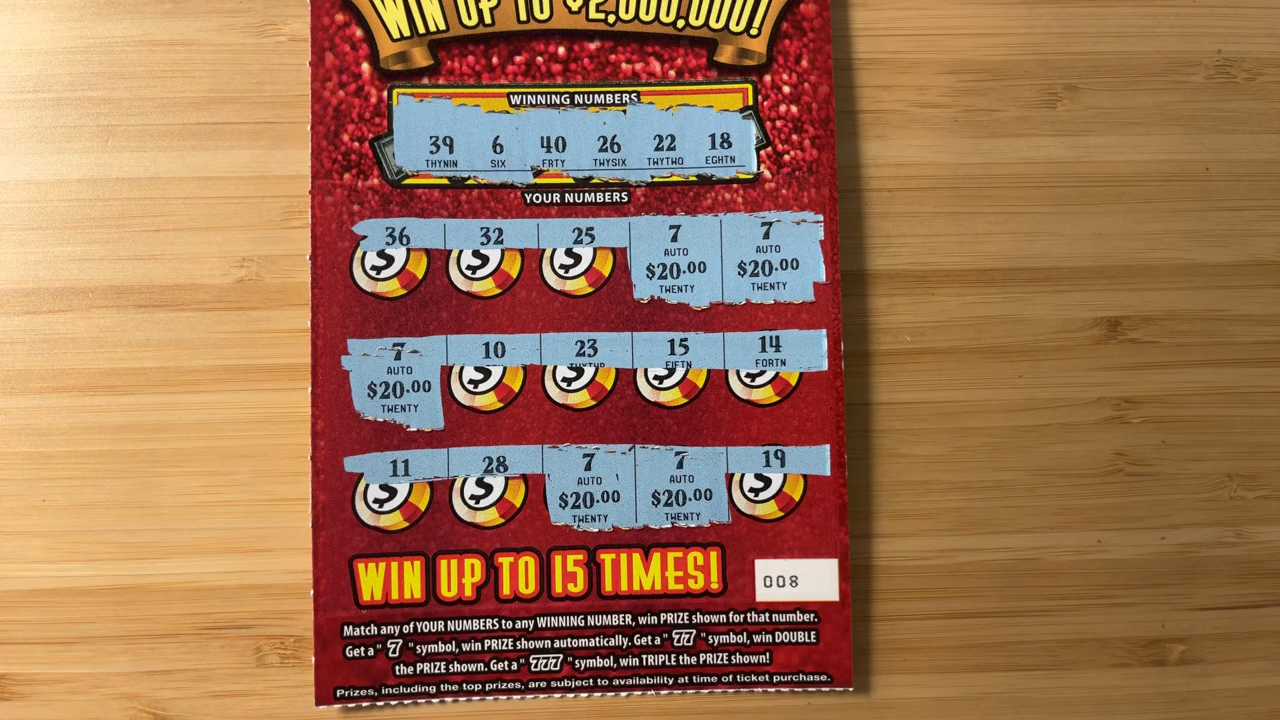 WIN UP TO $2,000,000!
WINNING NUMBERS
39 6 40 26 22 18
THYNIN SIX FRTY TWYSIX TWYTWO EGHTN
YOUR NUMBERS
36 32 25 7 7
AUTO AUTO
$20.00 $20.00
TWENTY TWENTY
7 10 23 15 14
FORTN
AUTO
$20.00
TWENTY
11 28 7 7 19
AUTO AUTO
$20.00 $20.00
TWENTY TWENTY
WIN UP TO 15 TIMES!
008
Match any of YOUR NUMBERS to any WINNING NUMBER, win PRIZE shown for that number.
Get a "7" symbol, win PRIZE shown automatically. Get a "77" symbol, win DOUBLE
the PRIZE shown. Get a "777" symbol, win TRIPLE the PRIZE shown!
Prizes, including the top prizes, are subject to availability at time of ticket purchase.